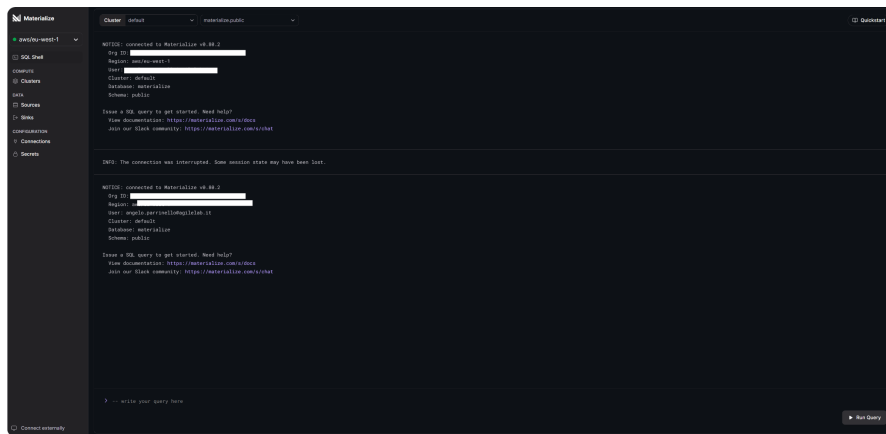 Materialize
aws/eu-west-1
SQL Shell
COMPUTE
Clusters
DATA
Sources
Sinks
CONFIGURATION
Connections
Secrets
Connect externally
Cluster default materialize.public
Quickstart
NOTICE: connected to Materialize v0.88.2
Org ID:
Region: aws/eu-west-1
User:
Cluster: default
Database: materialize
Schema: public
Issue a SQL query to get started. Need help?
View documentation: https://materialize.com/s/docs
Join our Slack community: https://materialize.com/s/chat
INFO: The connection was interrupted. Some session state may have been lost.
NOTICE: connected to Materialize v0.88.2
Org ID:
Region:
User: angelo.parrinello@agilelab.it
Cluster: default
Database: materialize
Schema: public
Issue a SQL query to get started. Need help?
View documentation: https://materialize.com/s/docs
Join our Slack community: https://materialize.com/s/chat
> -- write your query here
Run Query